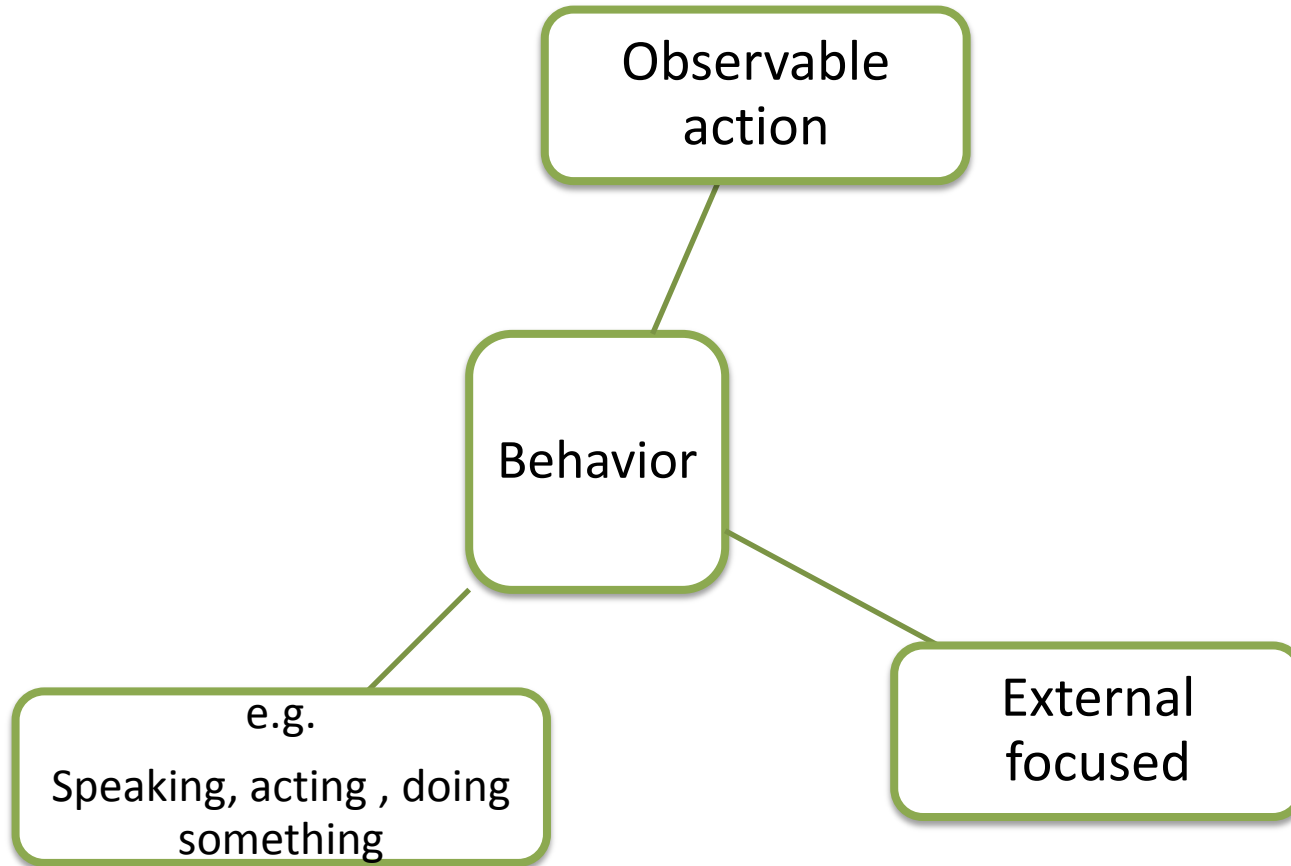 Observable
action
Behavior
e.g.
Speaking, acting , doing
something
External
focused